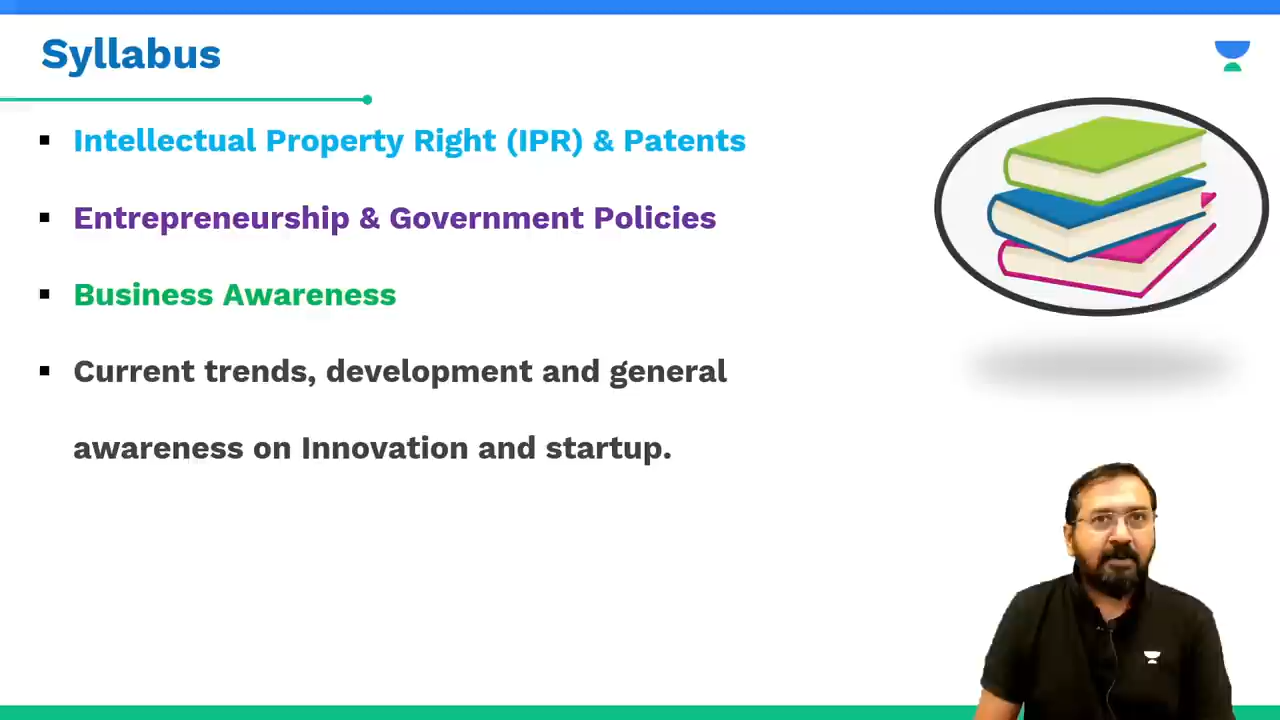 Syllabus
Intellectual Property Right (IPR) & Patents
Entrepreneurship & Government Policies
Business Awareness
Current trends, development and general
awareness on Innovation and startup.